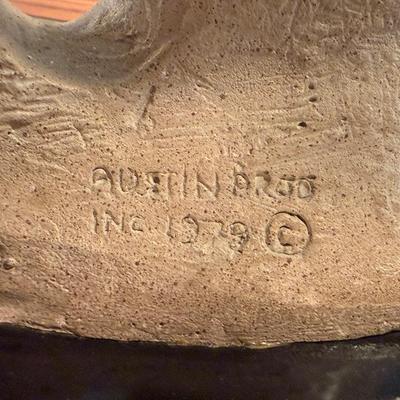 AUSTIN PROD
INC 1979 ©